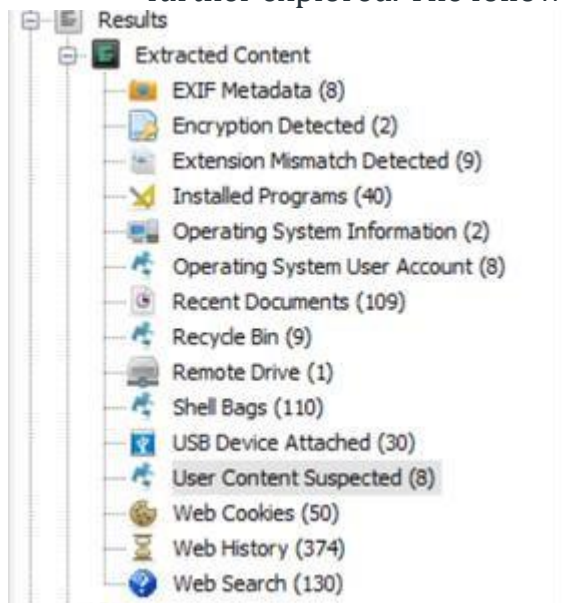 Results
Extracted Content
EXIF Metadata (8)
Encryption Detected (2)
Extension Mismatch Detected (9)
Installed Programs (40)
Operating System Information (2)
Operating System User Account (8)
Recent Documents (109)
Recycle Bin (9)
Remote Drive (1)
Shell Bags (110)
USB Device Attached (30)
User Content Suspected (8)
Web Cookies (50)
Web History (374)
Web Search (130)